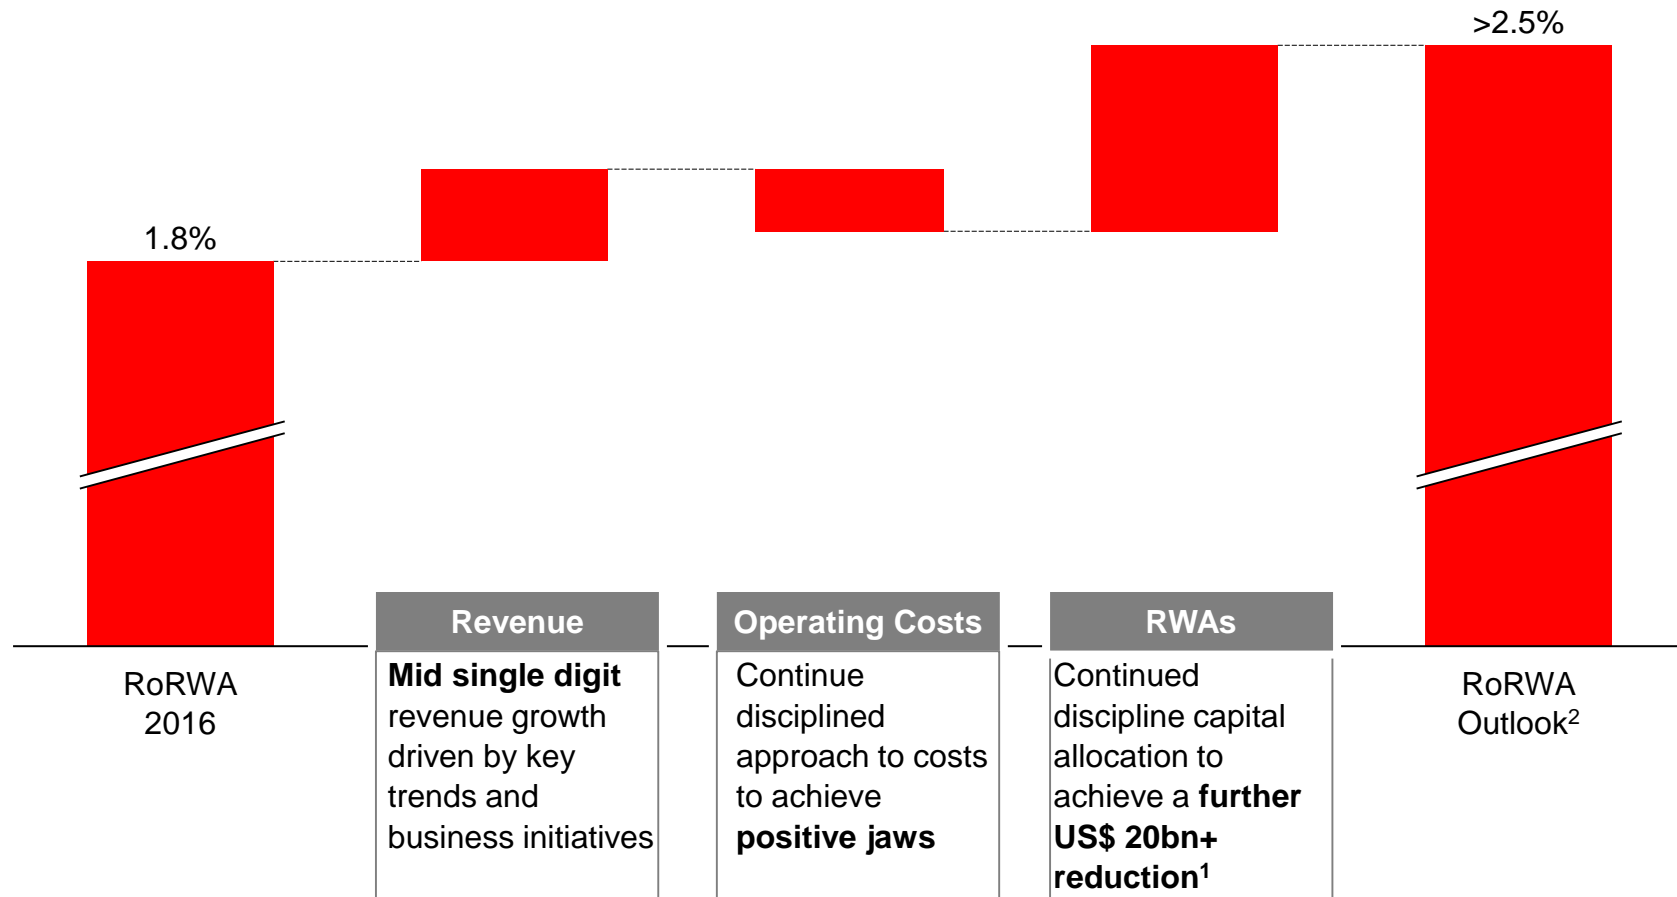 >2.5%
1.8%
Revenue
Mid single digit
revenue growth
driven by key
trends and
business initiatives
Operating Costs
Continue
disciplined
approach to costs
to achieve
positive jaws
RWAs
Continued
discipline capital
allocation to
achieve a further
US$ 20bn+
reduction¹
RoRWA
2016
RoRWA
Outlook²